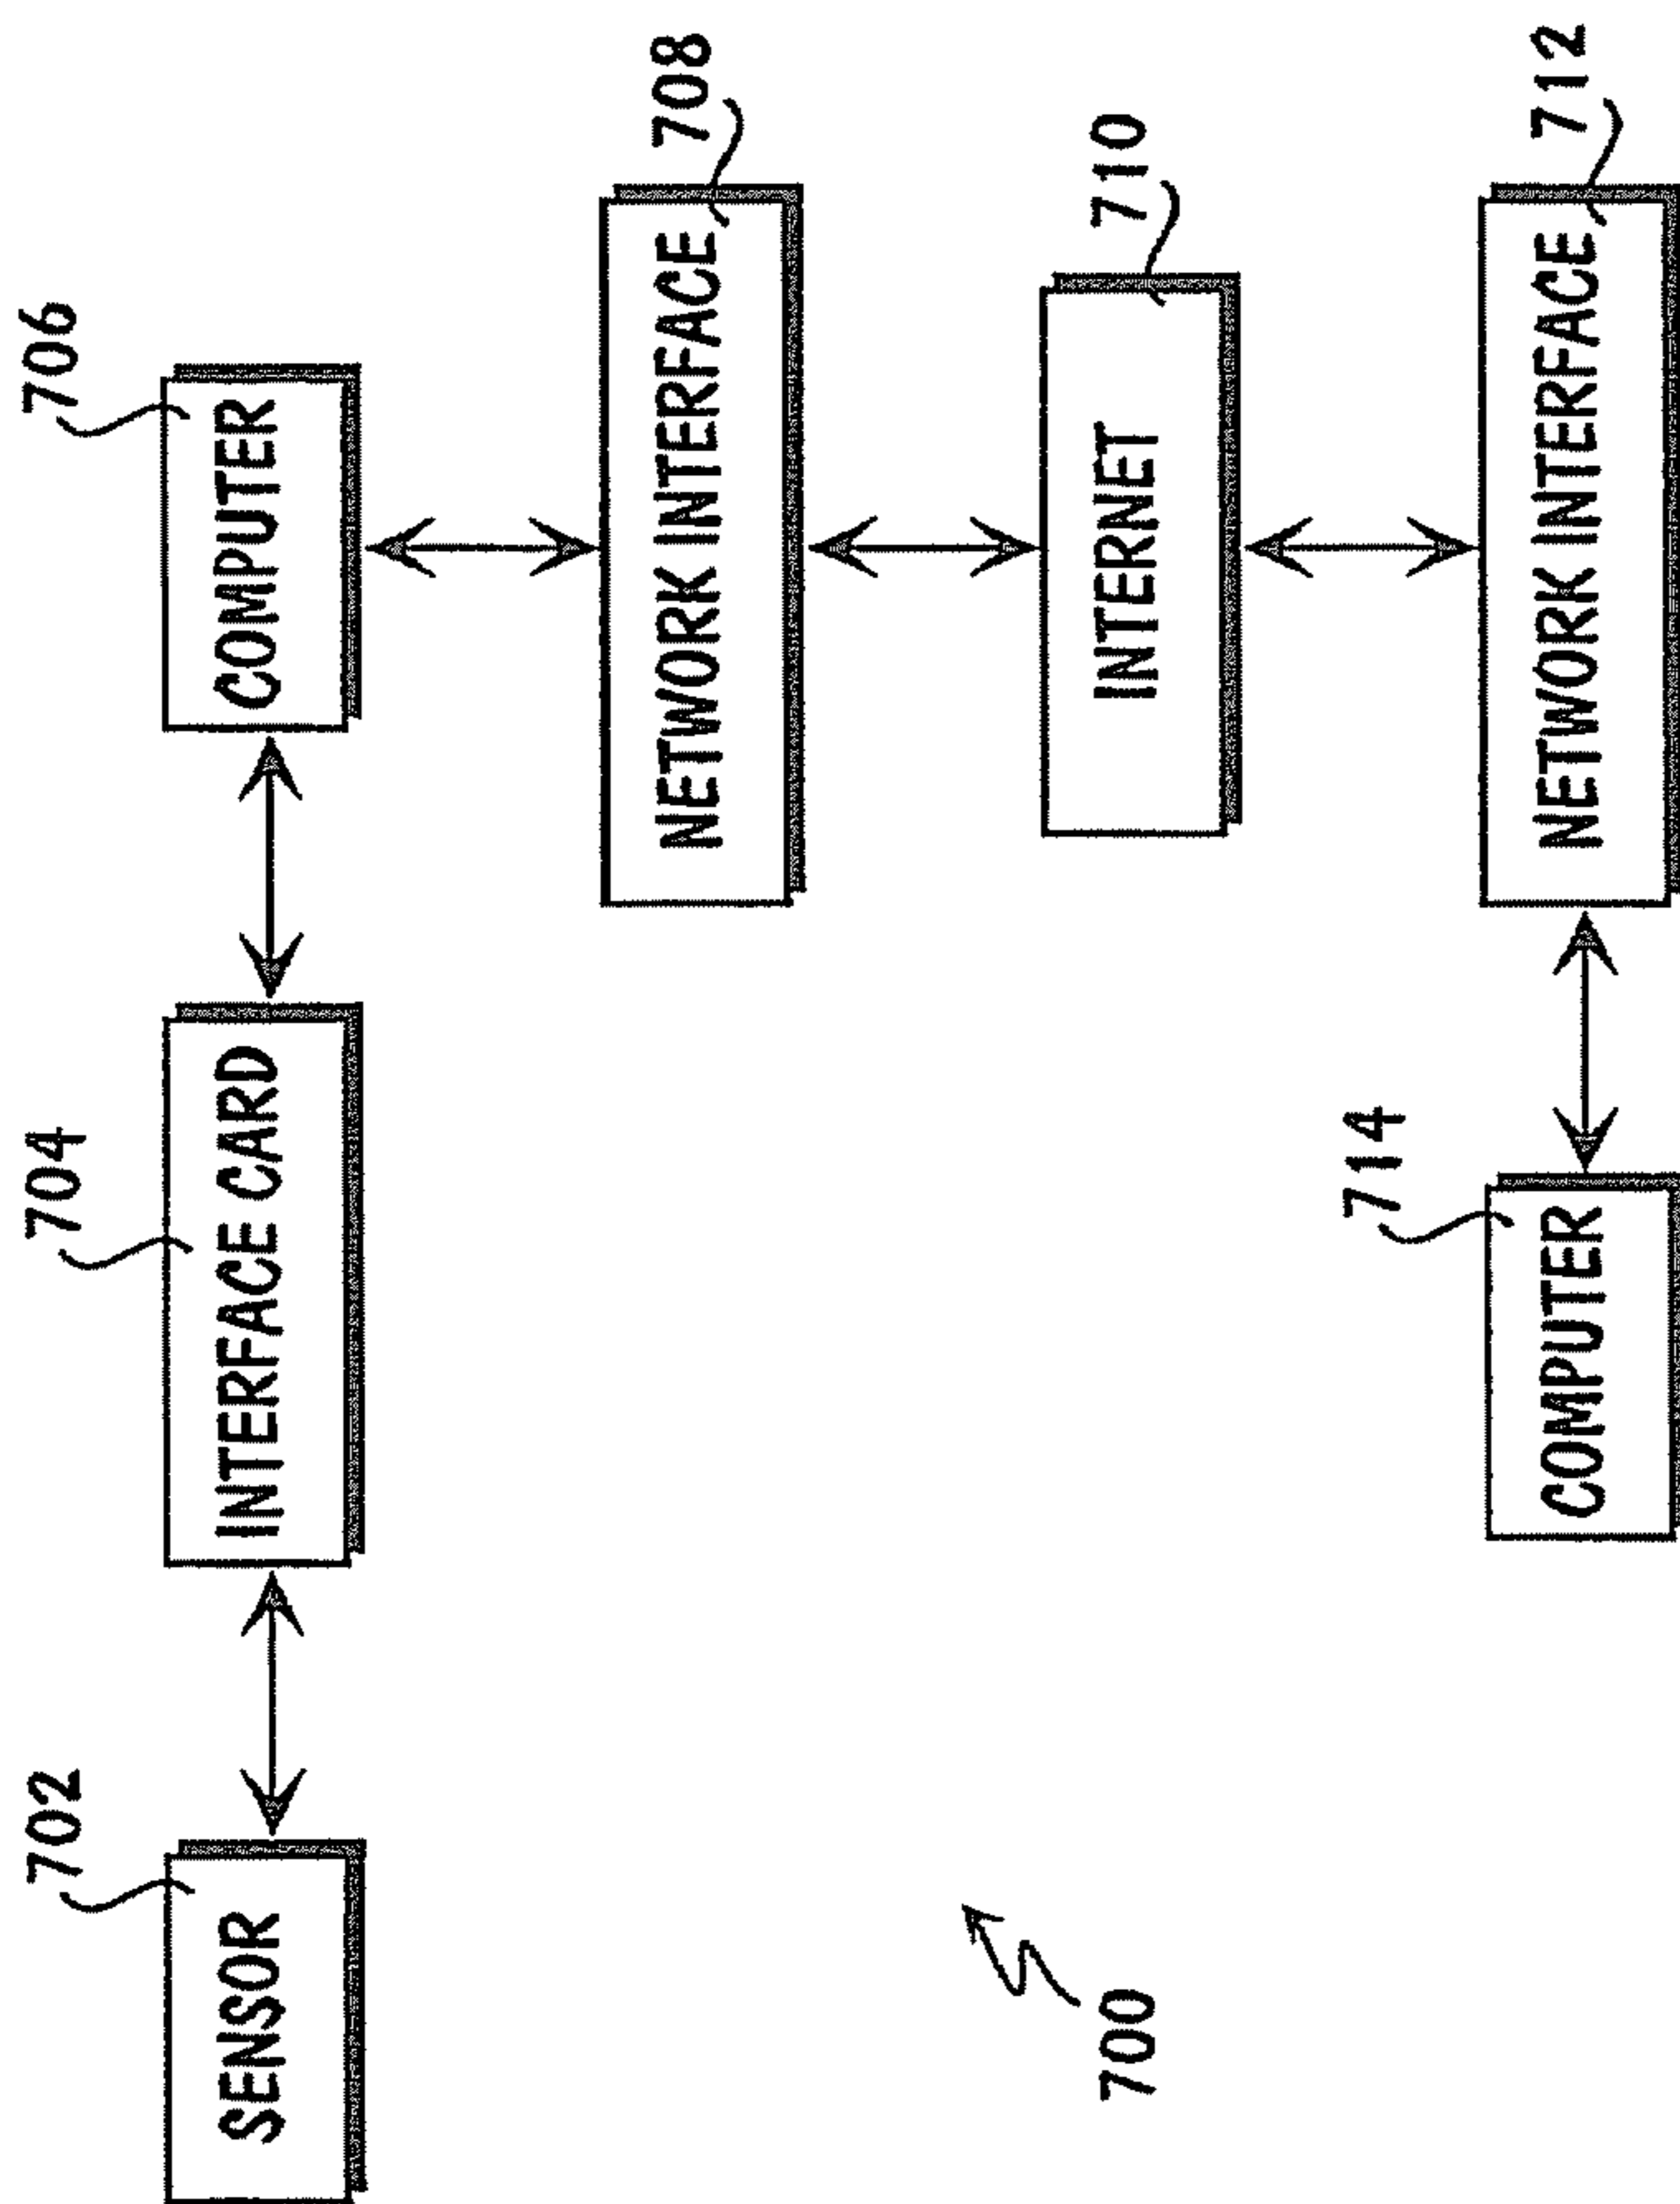 702
SENSOR
704
INTERFACE CARD
706
COMPUTER
708
NETWORK INTERFACE
710
INTERNET
712
NETWORK INTERFACE
714
COMPUTER
700